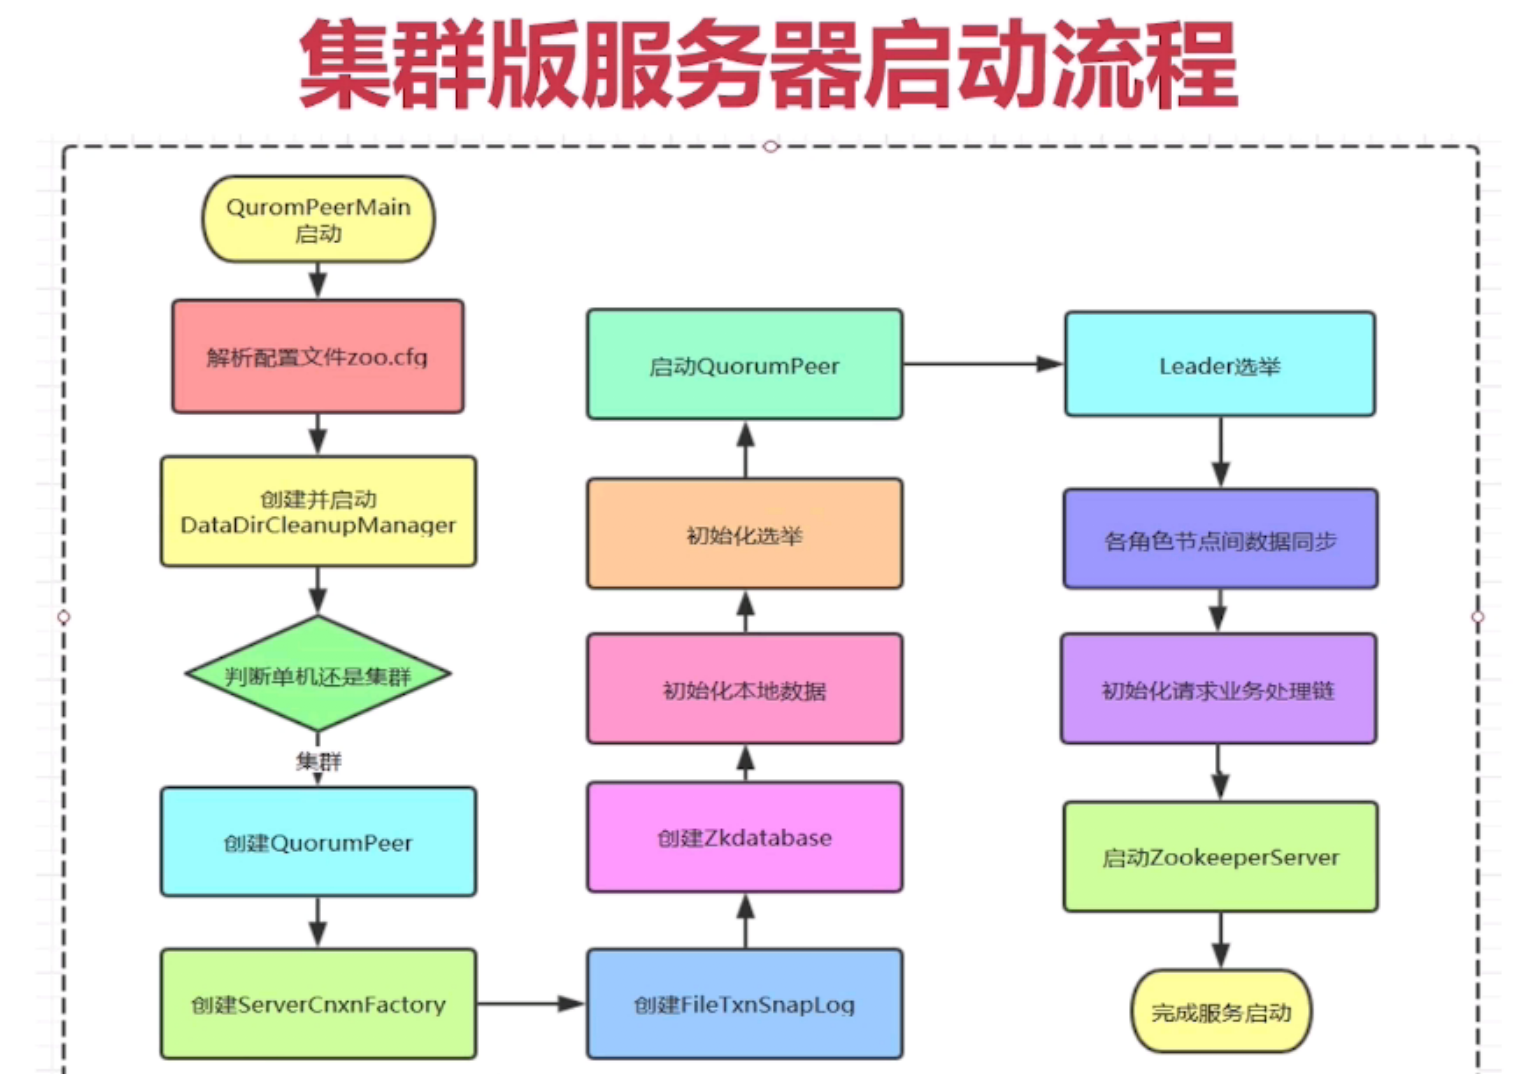 集群版服务器启动流程
QuromPeerMain
启动
解析配置文件zoo.cfg
创建并启动
DataDirCleanupManager
判断单机还是集群
集群
创建QuorumPeer
创建ServerCnxnFactory
创建FileTxnSnapLog
创建Zkdatabase
初始化本地数据
初始化选举
启动QuorumPeer
Leader选举
各角色节点间数据同步
初始化请求业务处理链
启动ZookeeperServer
完成服务启动